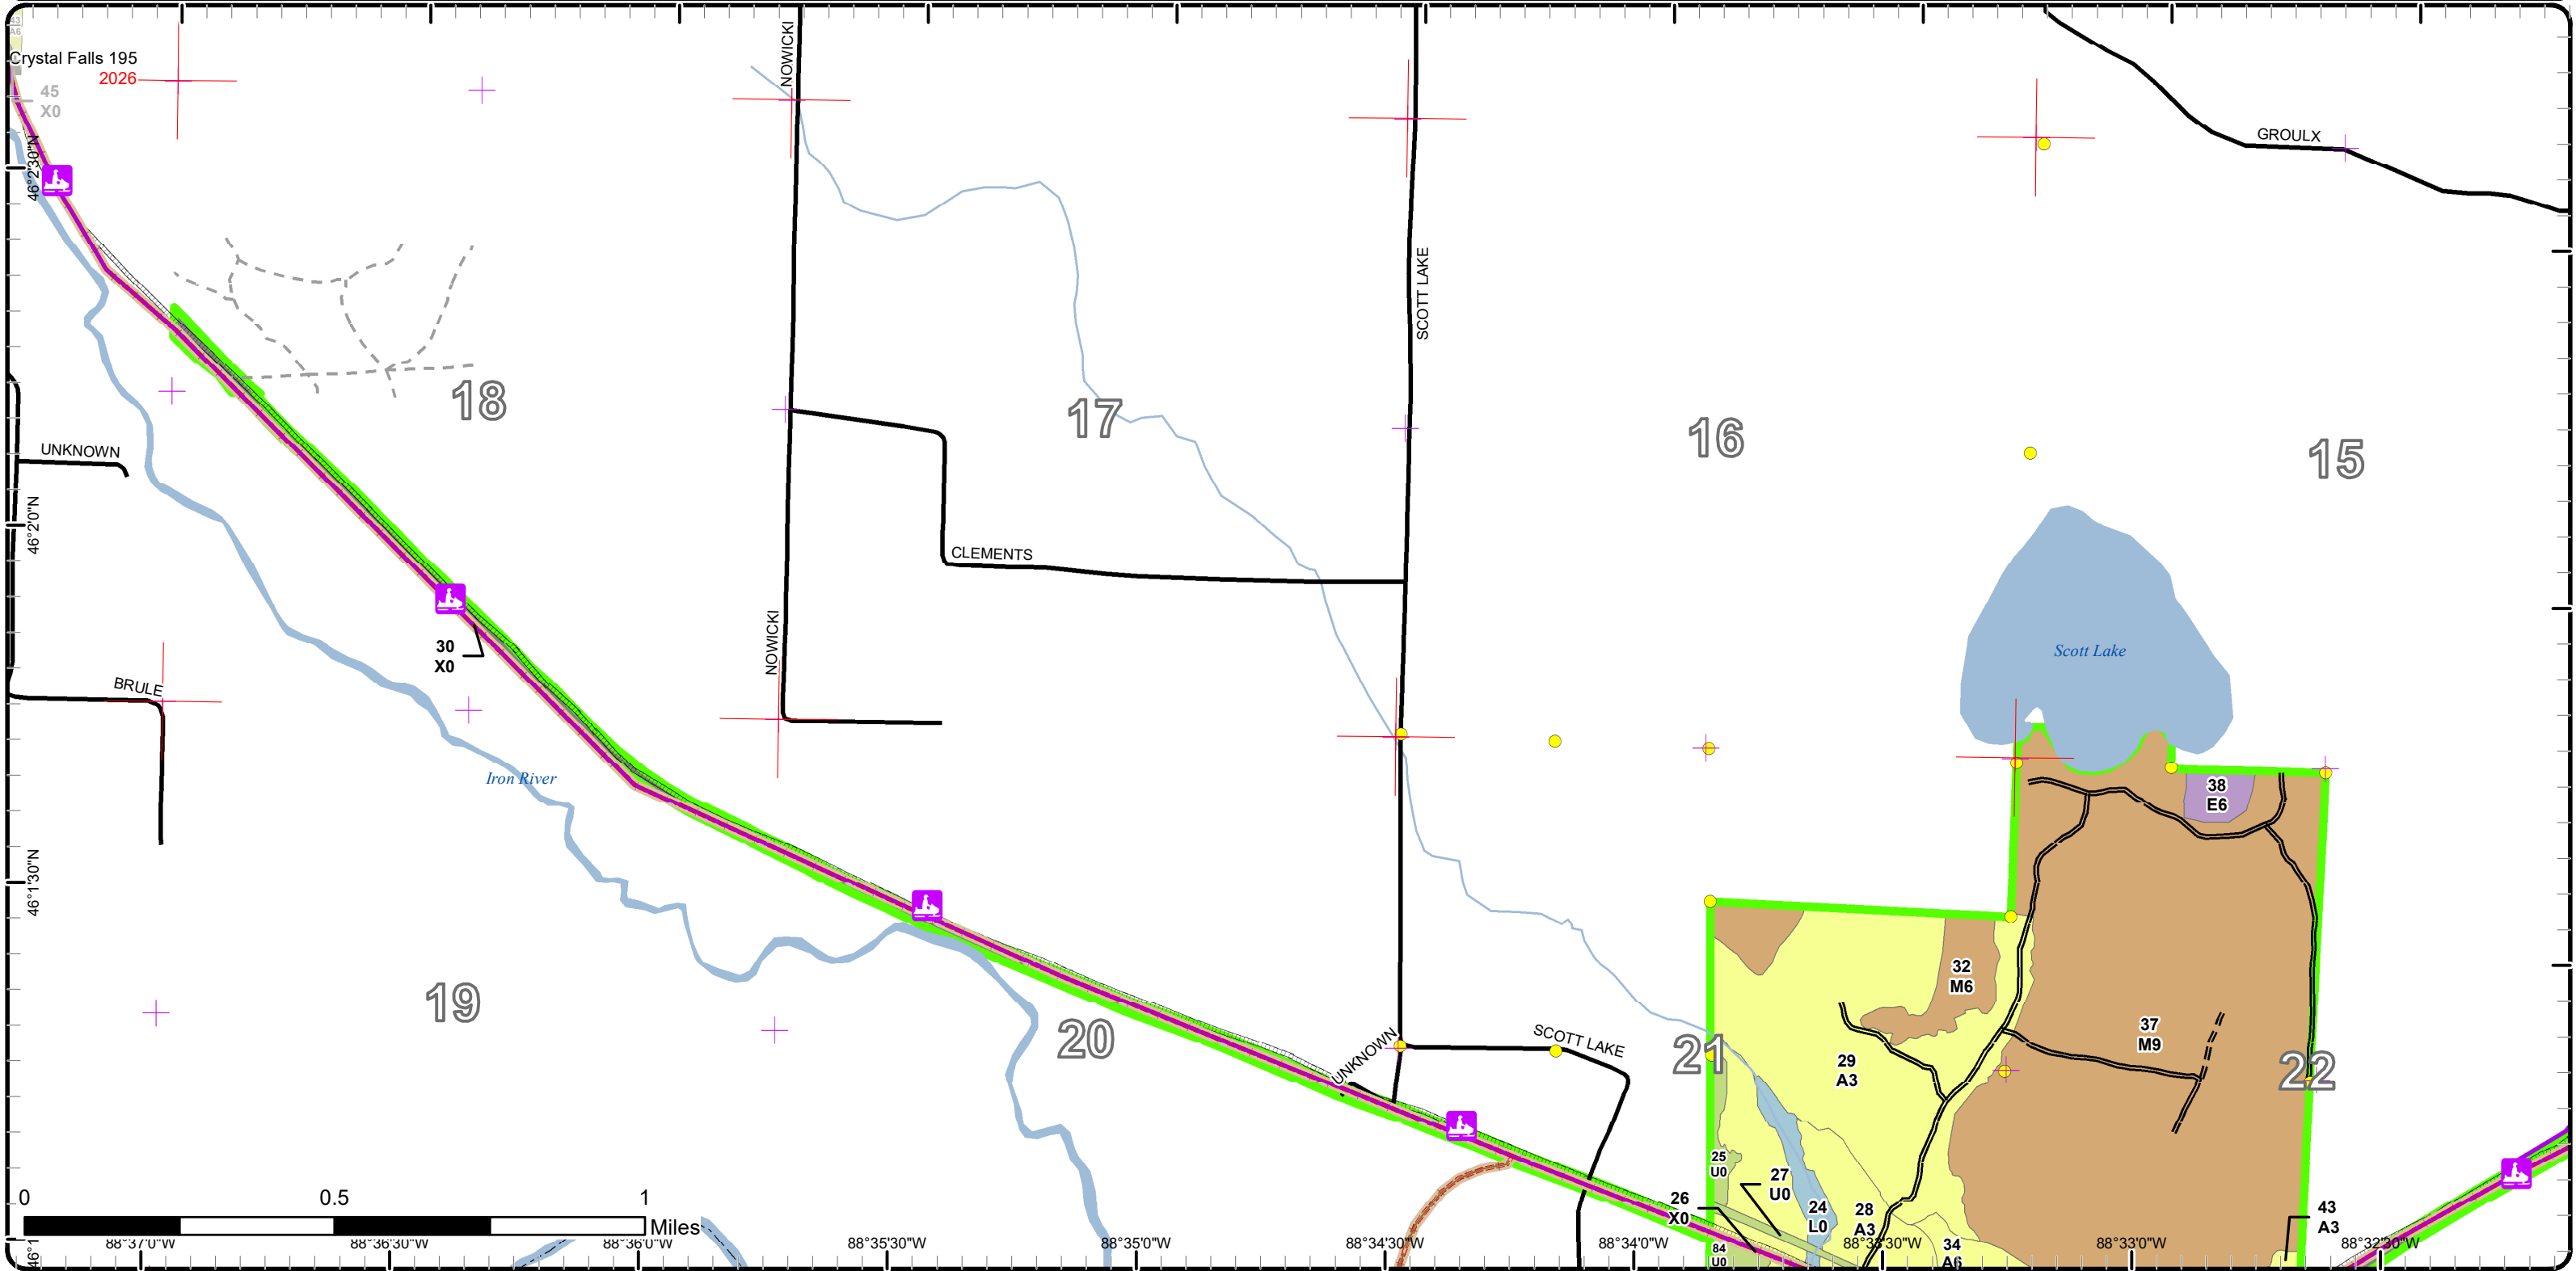 43
A6
Crystal Falls 195
2026
45
X0
NOWICKI
GROULX
46°2'30"N
SCOTT LAKE
18
17
16
15
UNKNOWN
46°2'0"N
CLEMENTS
30
X0
NOWICKI
Scott Lake
BRULE
Iron River
38
E6
46°1'30"N
32
M6
19
20
21
22
37
M9
UNKNOWN
SCOTT LAKE
29
A3
25
U0
27
U0
26
X0
24
L0
28
A3
43
A3
34
A6
84
U0
0 0.5 1
Miles
46°1
88°37'0"W 88°36'30"W 88°36'0"W 88°35'30"W 88°35'0"W 88°34'30"W 88°34'0"W 88°33'30"W 88°33'0"W 88°32'30"W